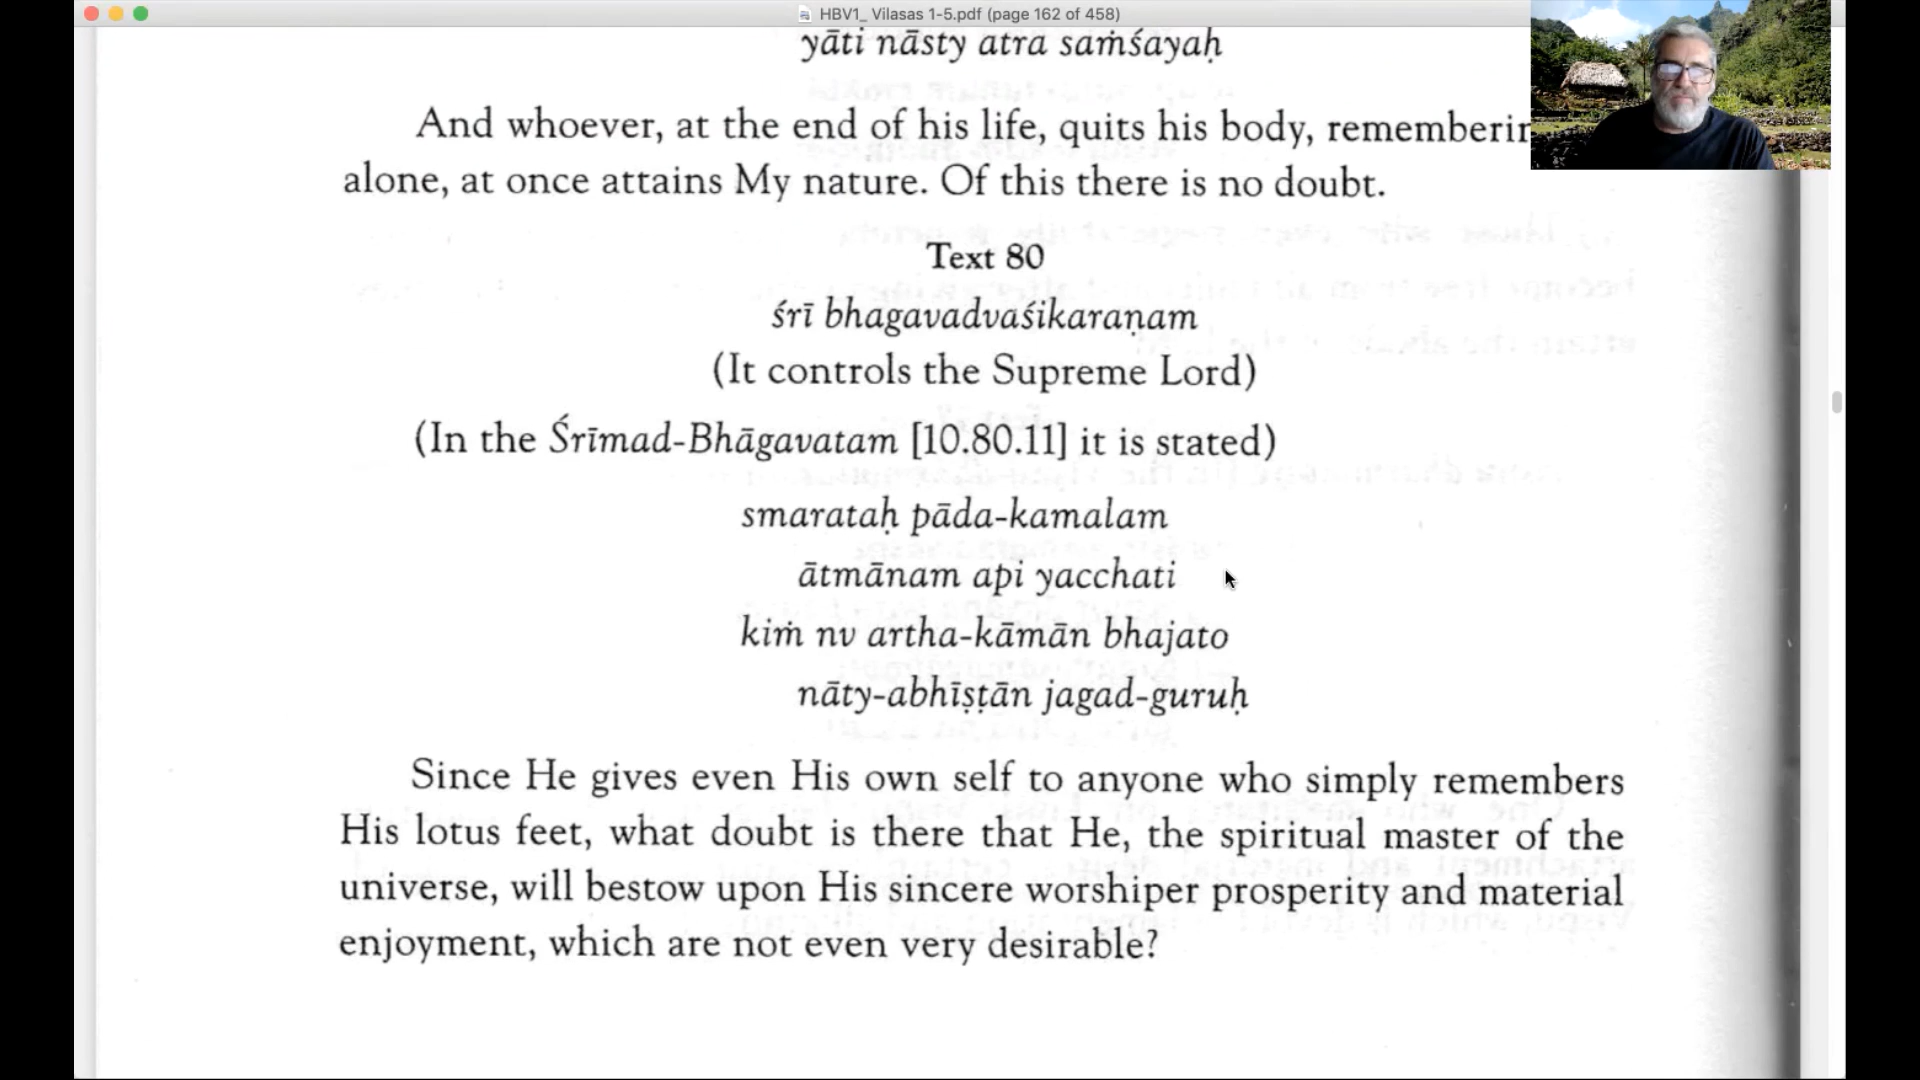 HBV1_ Vilasas 1-5.pdf (page 162 of 458)
yāti nāsty atra saṁśayaḥ
And whoever, at the end of his life, quits his body,
alone, at once attains My nature. Of this there is no doubt.
Text 80
śrī bhagavadvaśikaraṇam
(It controls the Supreme Lord)
(In the Śrīmad-Bhāgavatam [10.80.11] it is stated)
smarataḥ pāda-kamalam
ātmānam api yacchati
kiṁ nv artha-kāmān bhajato
nāty-abhīṣṭān jagad-guruḥ
Since He gives even His own self to anyone who simply remembers
His lotus feet, what doubt is there that He, the spiritual master of the
universe, will bestow upon His sincere worshiper prosperity and material
enjoyment, which are not even very desirable?